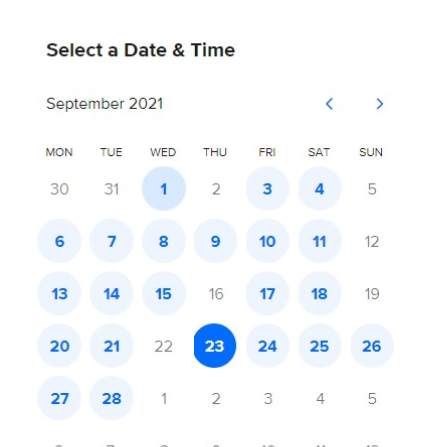 Select a Date & Time
September 2021
MON TUE WED THU FRI SAT SUN
30 31 1 2 3 4 5
6 7 8 9 10 11 12
13 14 15 16 17 18 19
20 21 22 23 24 25 26
27 28 1 2 3 4 5